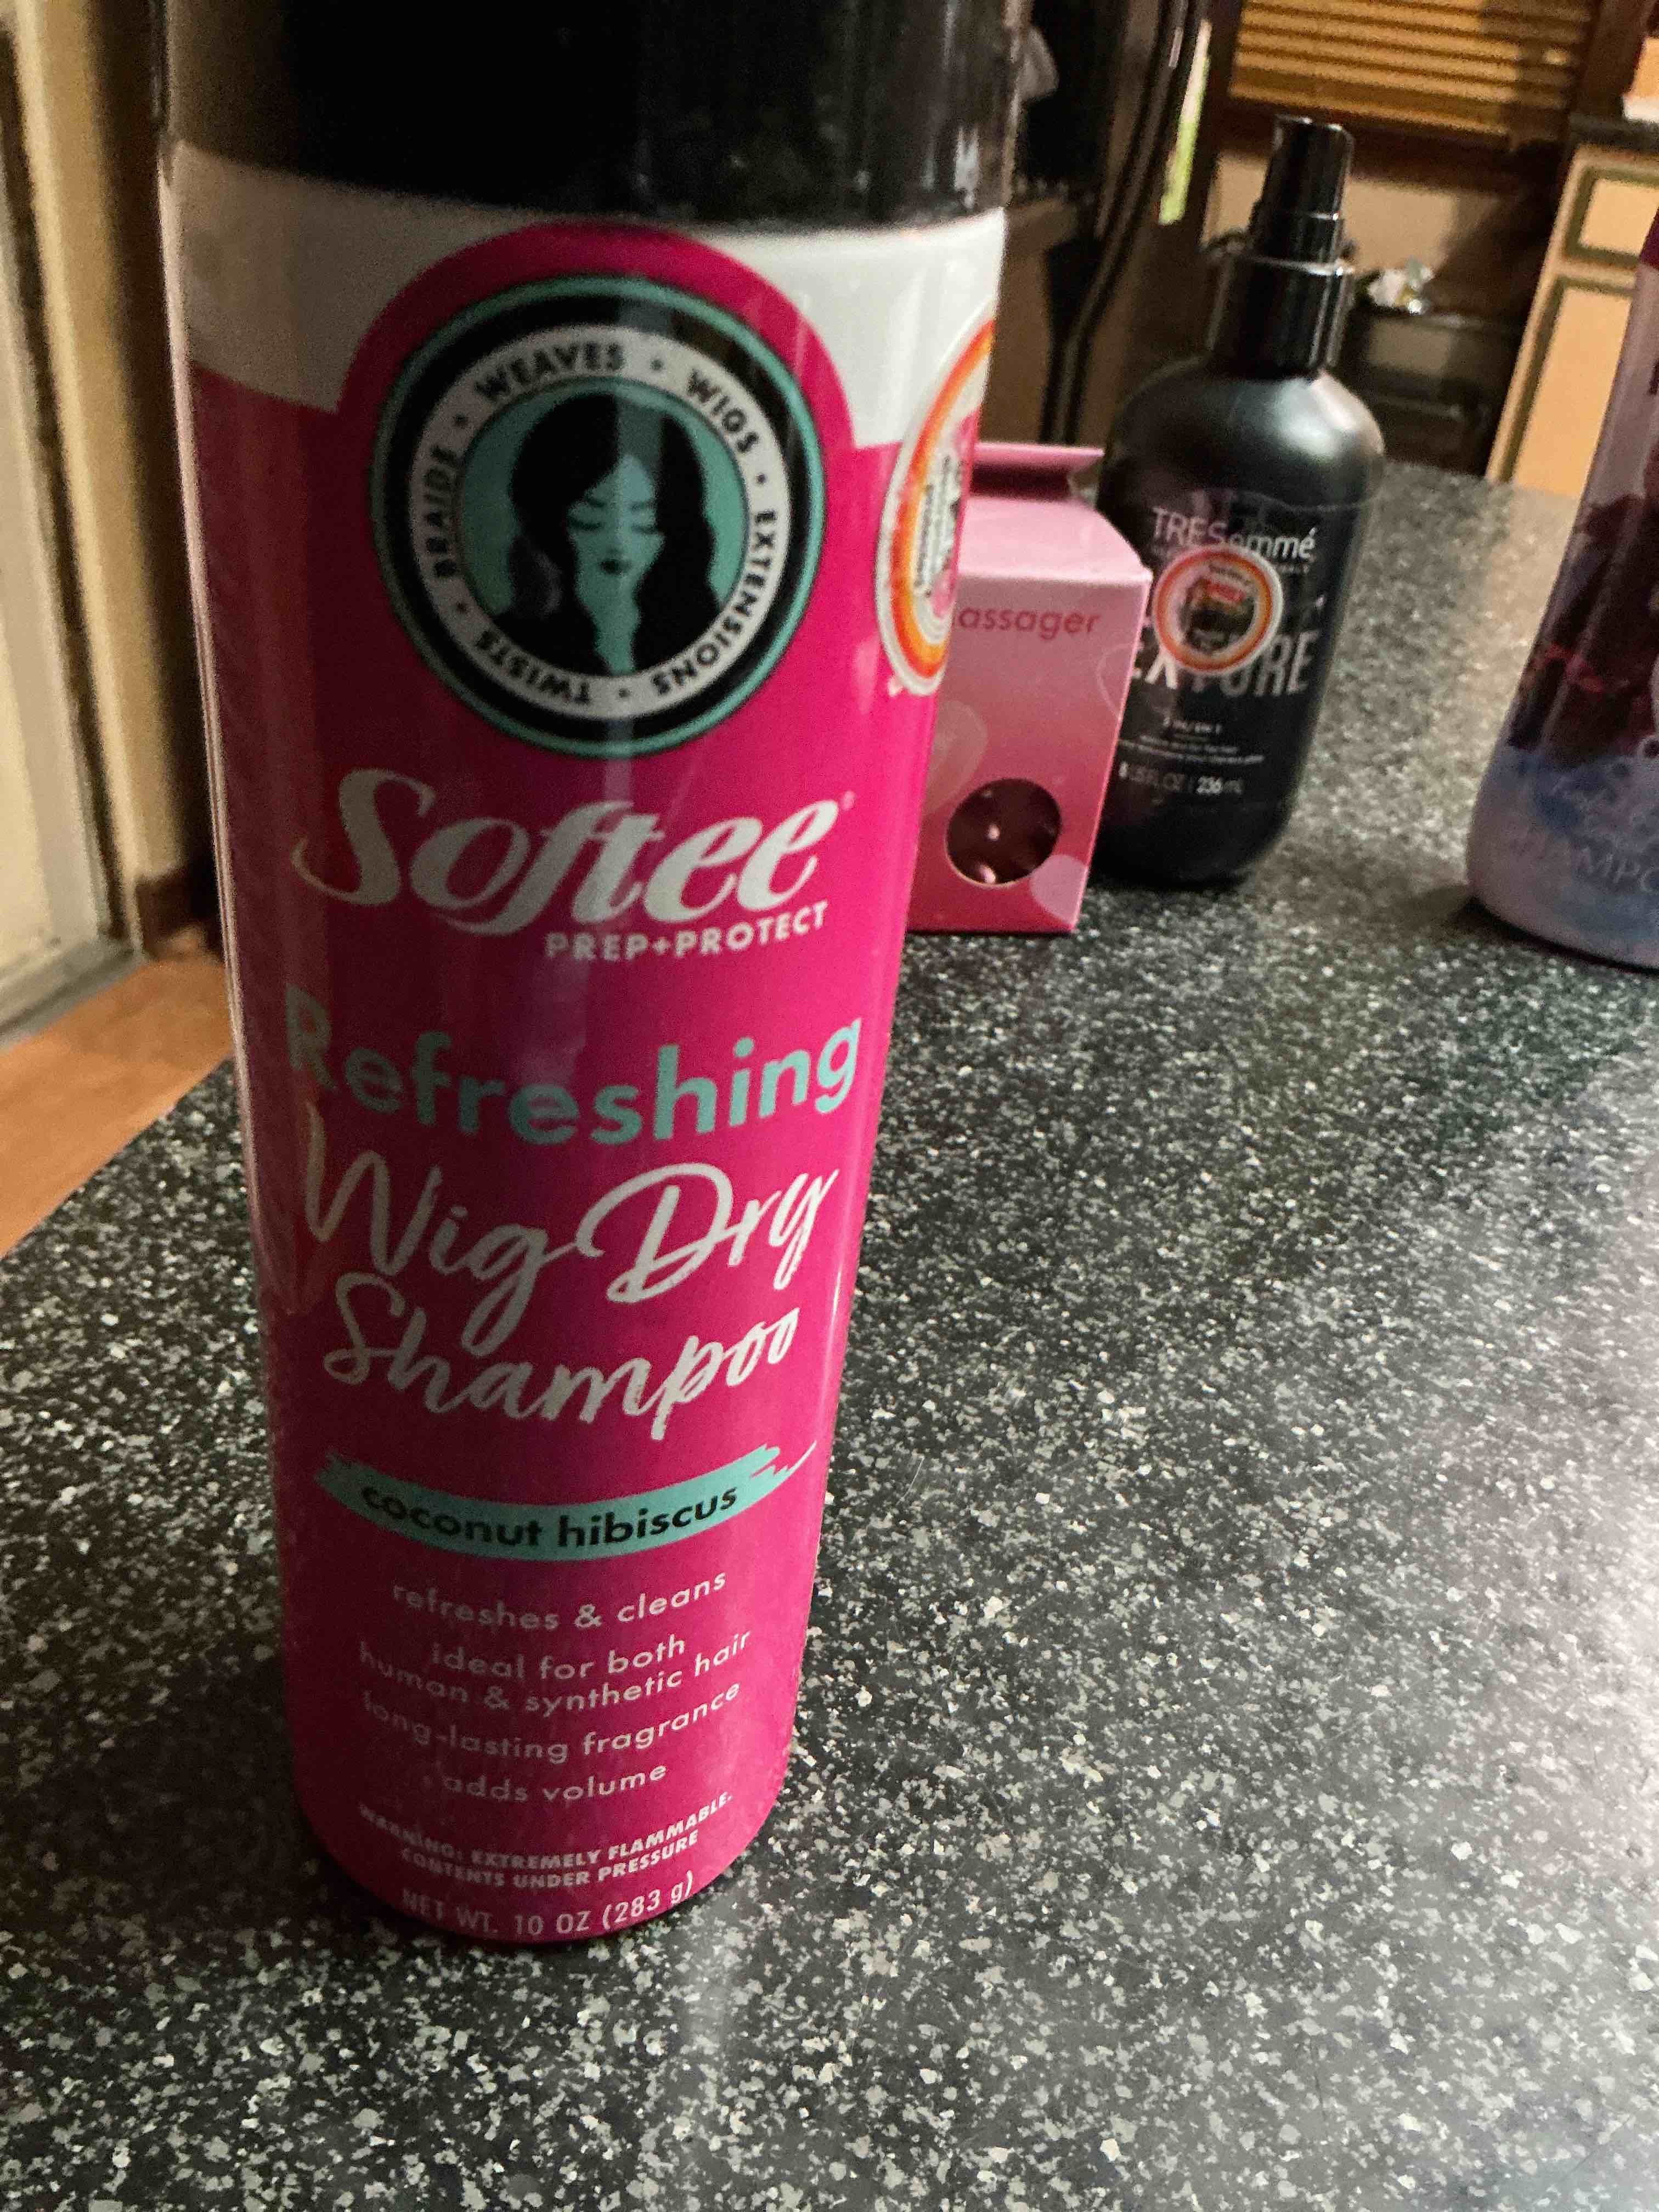 BRAIDS • WEAVES • WIGS • EXTENSIONS • TWISTS •
Softee®
PREP+PROTECT
Refreshing
Wig Dry
Shampoo
coconut hibiscus
refreshes & cleans
ideal for both
human & synthetic hair
long-lasting fragrance
adds volume
WARNING: EXTREMELY FLAMMABLE.
CONTENTS UNDER PRESSURE
NET WT. 10 OZ (283 g)
assager
TRESemmé
236 mL